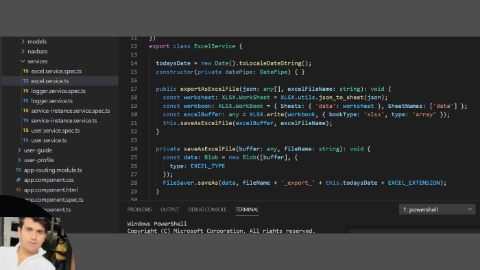 models
navbars
services
excel.service.spec.ts
excel.service.ts
logger.service.spec.ts
logger.service.ts
service-instance.service.spec.ts
service-instance.service.ts
user.service.spec.ts
user.service.ts
user-guide
user-profile
app-routing.module.ts
app.component.css
app.component.html
11 })
12 export class ExcelService {
13
14 todaysDate = new Date().toLocaleDateString();
15 constructor(private datePipe: DatePipe) { }
16
17 public exportAsExcelFile(json: any[], excelFileName: string): void {
18 const worksheet: XLSX.WorkSheet = XLSX.utils.json_to_sheet(json);
19 const workbook: XLSX.WorkBook = { Sheets: { 'data': worksheet }, SheetNames: ['data'] };
20 const excelBuffer: any = XLSX.write(workbook, { bookType: 'xlsx', type: 'array' });
21 this.saveAsExcelFile(excelBuffer, excelFileName);
22 }
23
24 private saveAsExcelFile(buffer: any, fileName: string): void {
25 const data: Blob = new Blob([buffer], {
26 type: EXCEL_TYPE
27 });
28 FileSaver.saveAs(data, fileName + '_export_' + this.todaysDate + EXCEL_EXTENSION);
29 }
PROBLEMS OUTPUT DEBUG CONSOLE TERMINAL 1: powershell
Windows PowerShell
Copyright (C) Microsoft Corporation. All rights reserved.